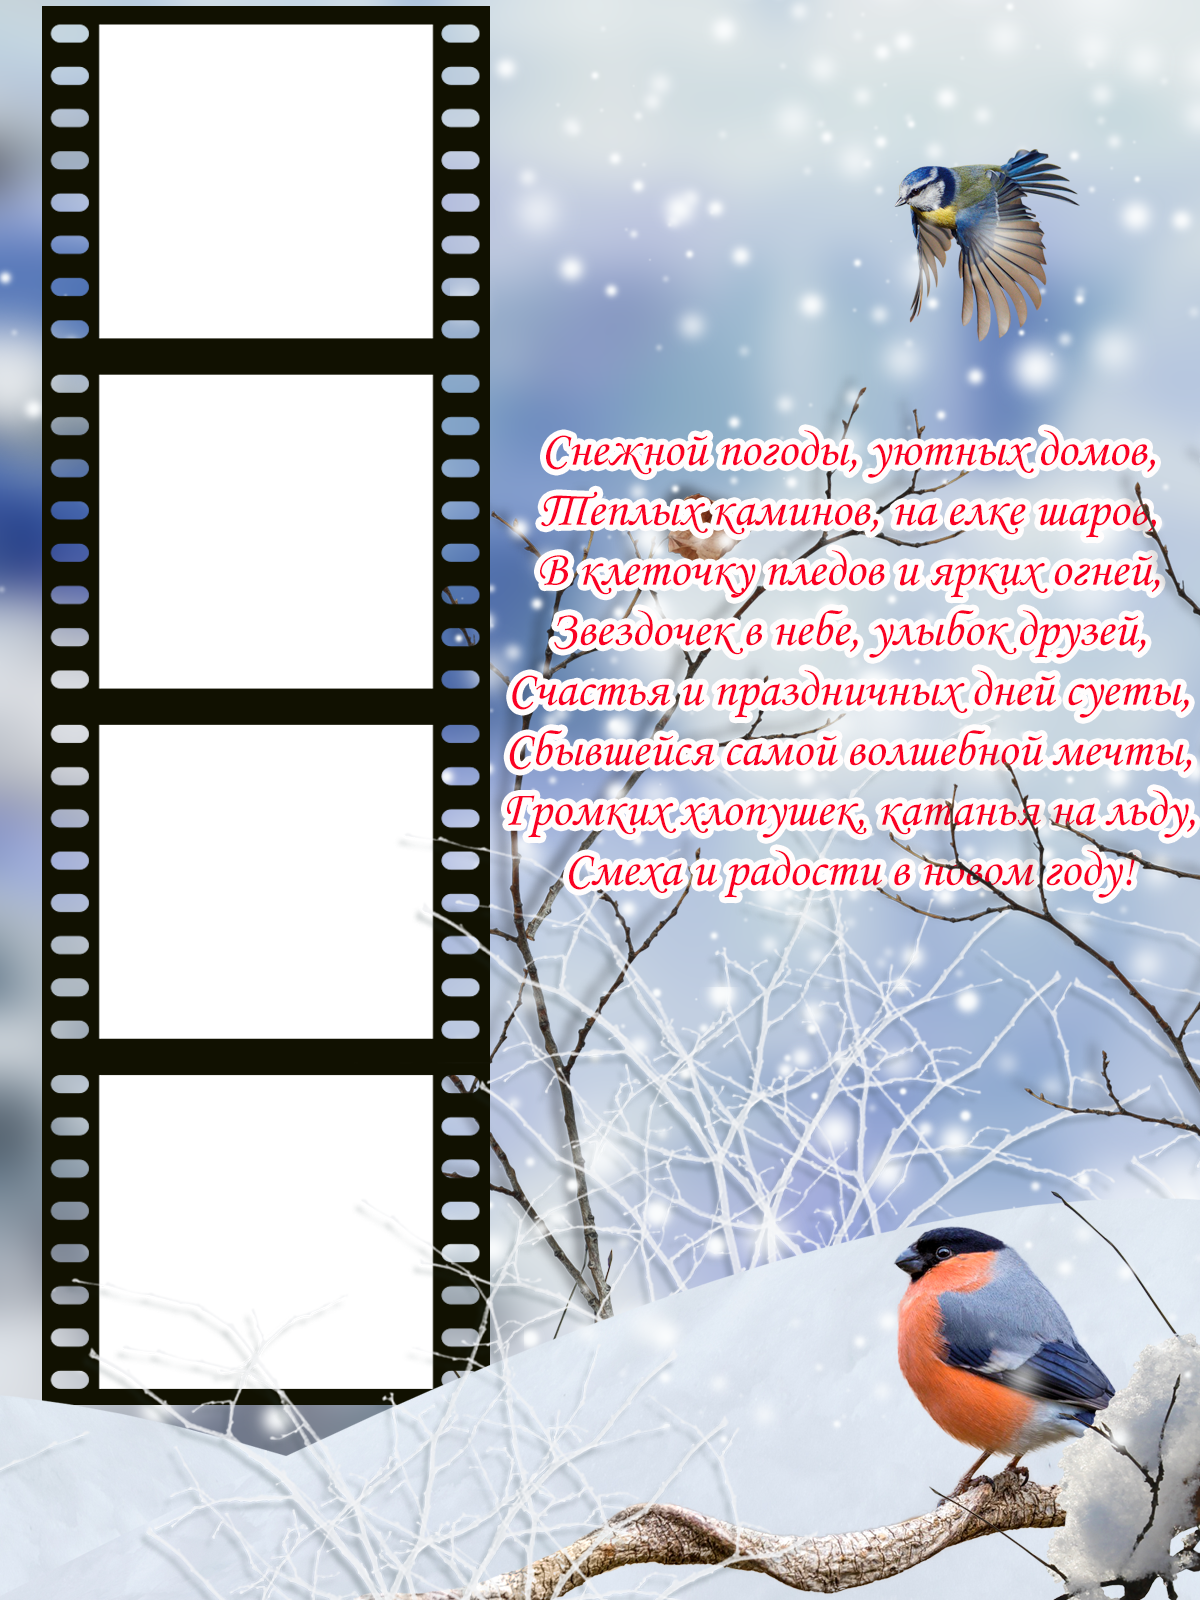 Снежной погоды, уютных домов,
Теплых каминов, на елке шаров,
В клеточку пледов и ярких огней,
Звездочек в небе, улыбок друзей,
Счастья и праздничных дней суеты,
Сбывшейся самой волшебной мечты,
Громких хлопушек, катанья на льду,
Смеха и радости в новом году!